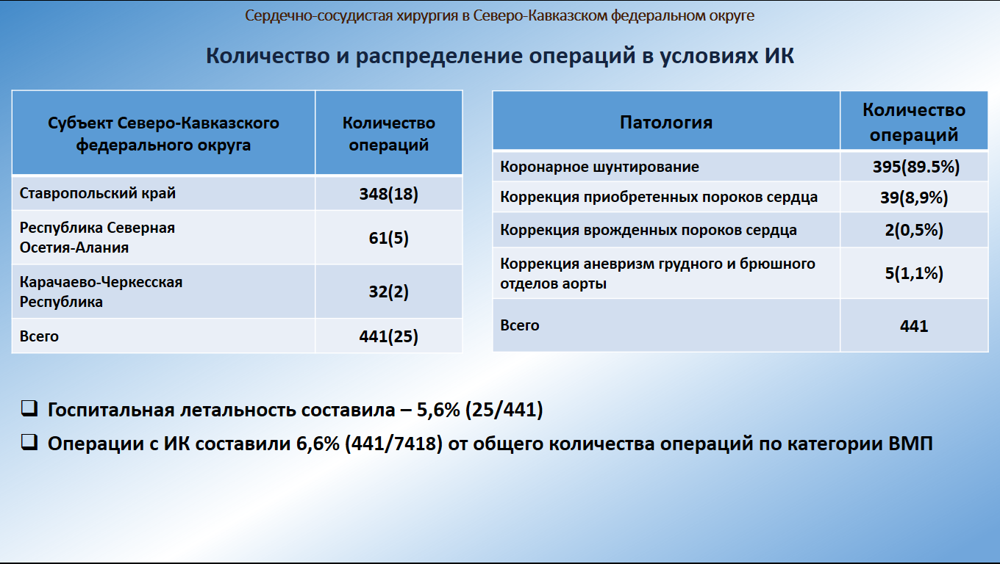 Сердечно-сосудистая хирургия в Северо-Кавказском федеральном округе
Количество и распределение операций в условиях ИК
Субъект Северо-Кавказского
федерального округа
Количество
операций
Ставропольский край
348(18)
Республика Северная
Осетия-Алания
61(5)
Карачаево-Черкесская
Республика
32(2)
Всего
441(25)
Патология
Количество
операций
Коронарное шунтирование
395(89.5%)
Коррекция приобретенных пороков сердца
39(8,9%)
Коррекция врожденных пороков сердца
2(0,5%)
Коррекция аневризм грудного и брюшного
отделов аорты
5(1,1%)
Всего
441
Госпитальная летальность составила – 5,6% (25/441)
Операции с ИК составили 6,6% (441/7418) от общего количества операций по категории ВМП